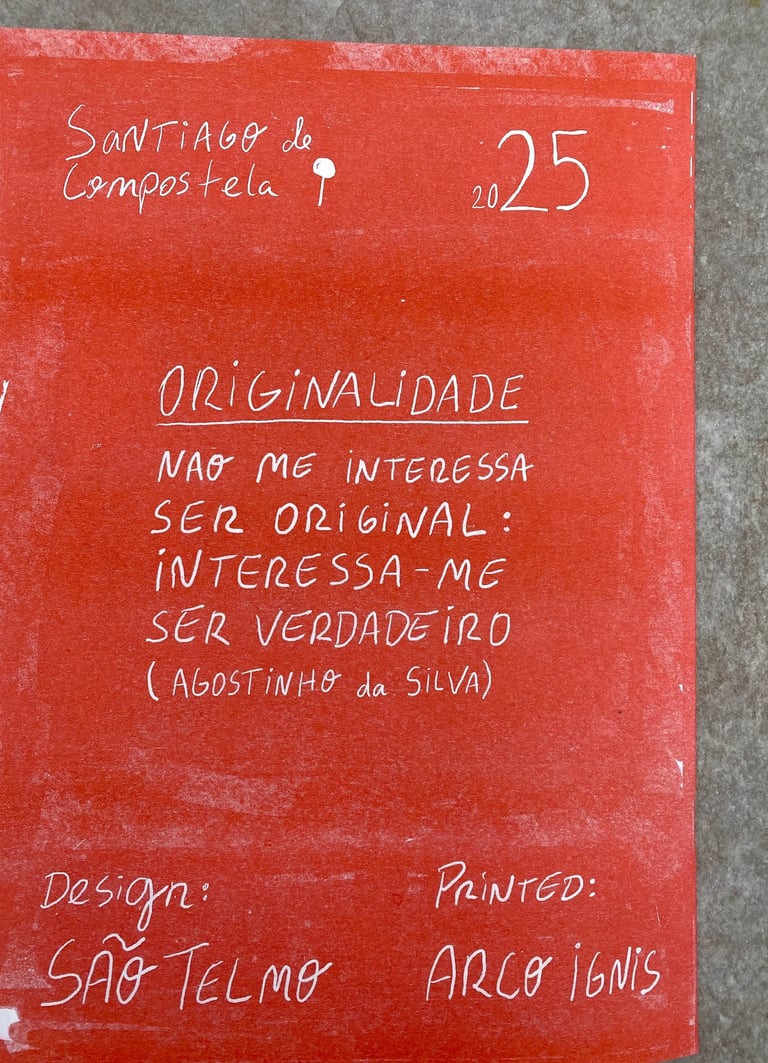 SANTIAGO de
Compostela
2025
ORIGINALIDADE
NAO ME INTERESSA
SER ORIGINAL:
INTERESSA-ME
SER VERDADEIRO
(AGOSTINHO da SILVA)
Design:
SÃO TELMO
PRINTED:
ARCO IGNIS